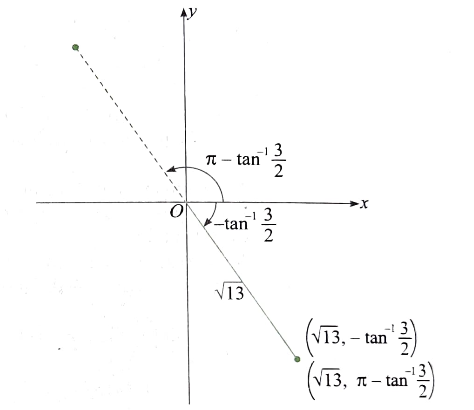 y
π − tan⁻¹ 3/2
x
O
−tan⁻¹ 3/2
√13
(√13, − tan⁻¹ 3/2)
(√13, π − tan⁻¹ 3/2)